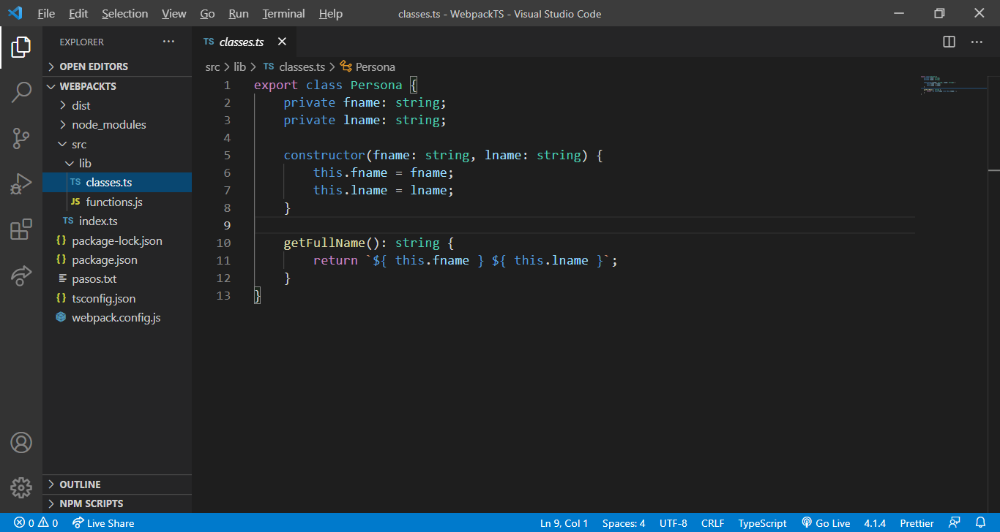 File Edit Selection View Go Run Terminal Help classes.ts - WebpackTS - Visual Studio Code
EXPLORER ···
OPEN EDITORS
WEBPACKTS
dist
node_modules
src
lib
TS classes.ts
JS functions.js
TS index.ts
{} package-lock.json
{} package.json
pasos.txt
{} tsconfig.json
webpack.config.js
OUTLINE
NPM SCRIPTS
TS classes.ts
src > lib > TS classes.ts > Persona
1 export class Persona {
2     private fname: string;
3     private lname: string;
4
5     constructor(fname: string, lname: string) {
6         this.fname = fname;
7         this.lname = lname;
8     }
9
10     getFullName(): string {
11         return `${ this.fname } ${ this.lname }`;
12     }
13 }
0 0 Live Share Ln 9, Col 1 Spaces: 4 UTF-8 CRLF TypeScript Go Live 4.1.4 Prettier